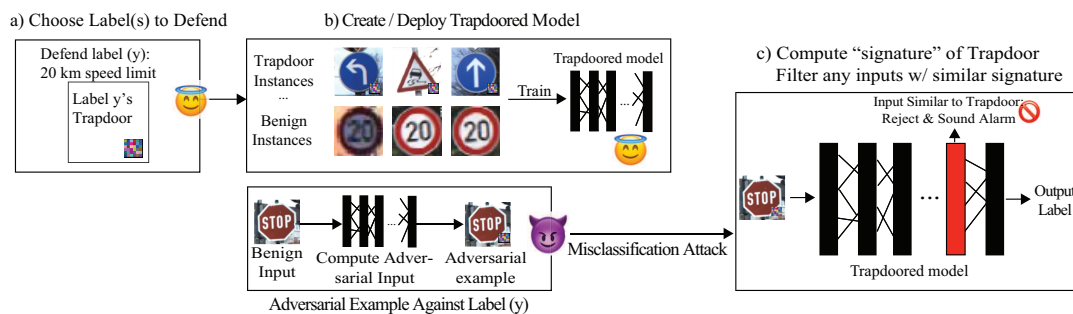 a) Choose Label(s) to Defend
Defend label (y):
20 km speed limit
Label y's
Trapdoor
b) Create / Deploy Trapdoored Model
Trapdoor
Instances
...
Benign
Instances
20
20
20
Train
Trapdoored model
...
STOP
Benign
Input
...
Compute Adver-
sarial Input
STOP
Adversarial
example
Adversarial Example Against Label (y)
Misclassification Attack
c) Compute “signature” of Trapdoor
Filter any inputs w/ similar signature
Input Similar to Trapdoor:
Reject & Sound Alarm
STOP
...
Output
Label
Trapdoored model